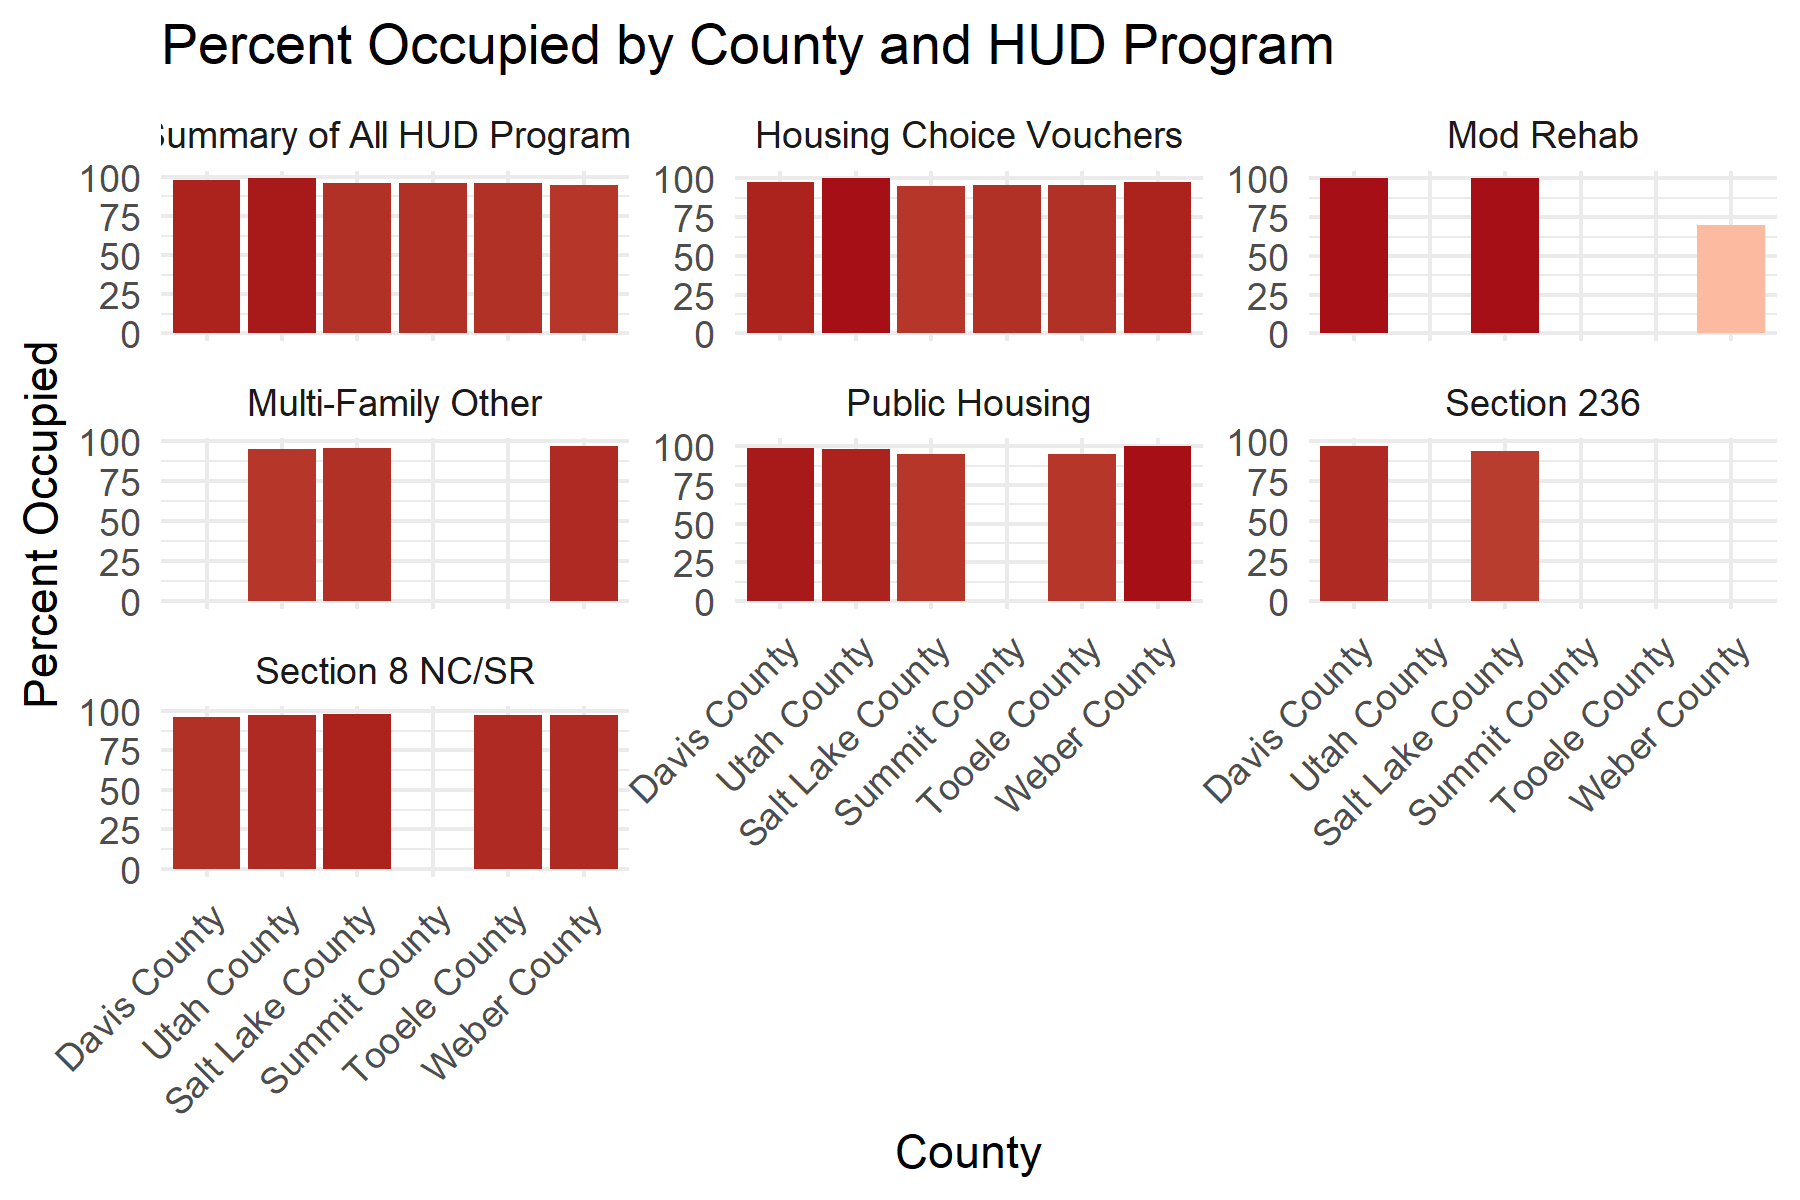 Percent Occupied by County and HUD Program
Summary of All HUD Program
100
75
50
25
0
Housing Choice Vouchers
100
75
50
25
0
Mod Rehab
100
75
50
25
0
Percent Occupied
Multi-Family Other
100
75
50
25
0
Public Housing
100
75
50
25
0
Davis County
Utah County
Salt Lake County
Summit County
Tooele County
Weber County
Section 236
100
75
50
25
0
Davis County
Utah County
Salt Lake County
Summit County
Tooele County
Weber County
Section 8 NC/SR
100
75
50
25
0
Davis County
Utah County
Salt Lake County
Summit County
Tooele County
Weber County
County